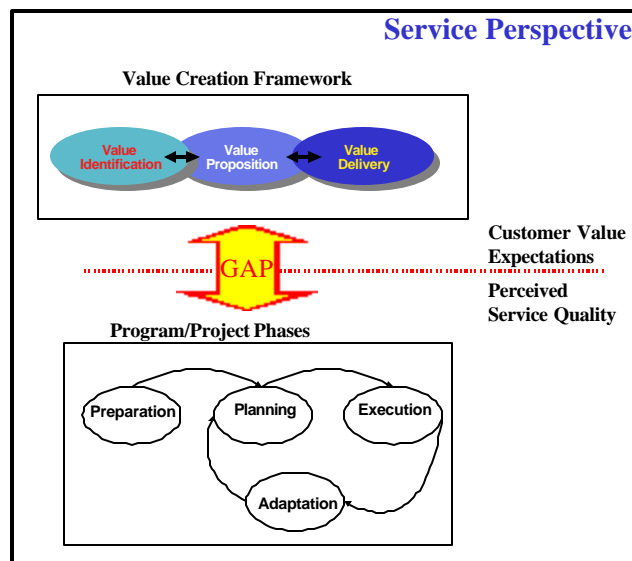 Service Perspective
Value Creation Framework
Value
Identification
Value
Proposition
Value
Delivery
GAP
Customer Value
Expectations
Perceived
Service Quality
Program/Project Phases
Preparation
Planning
Execution
Adaptation